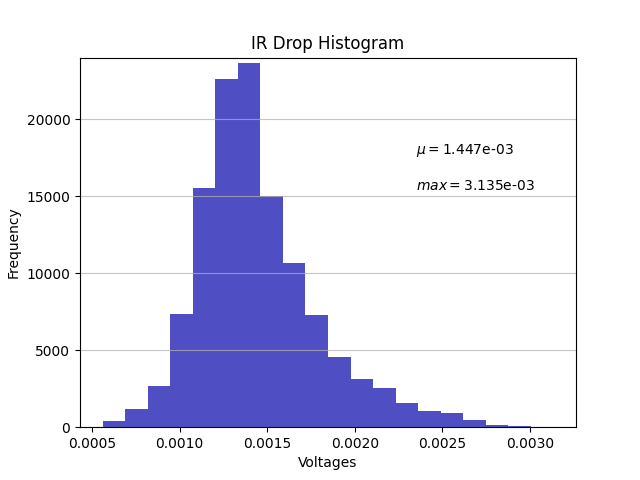 IR Drop Histogram
μ = 1.447e-03
max = 3.135e-03
Frequency
20000
15000
10000
5000
0
0.0005 0.0010 0.0015 0.0020 0.0025 0.0030
Voltages